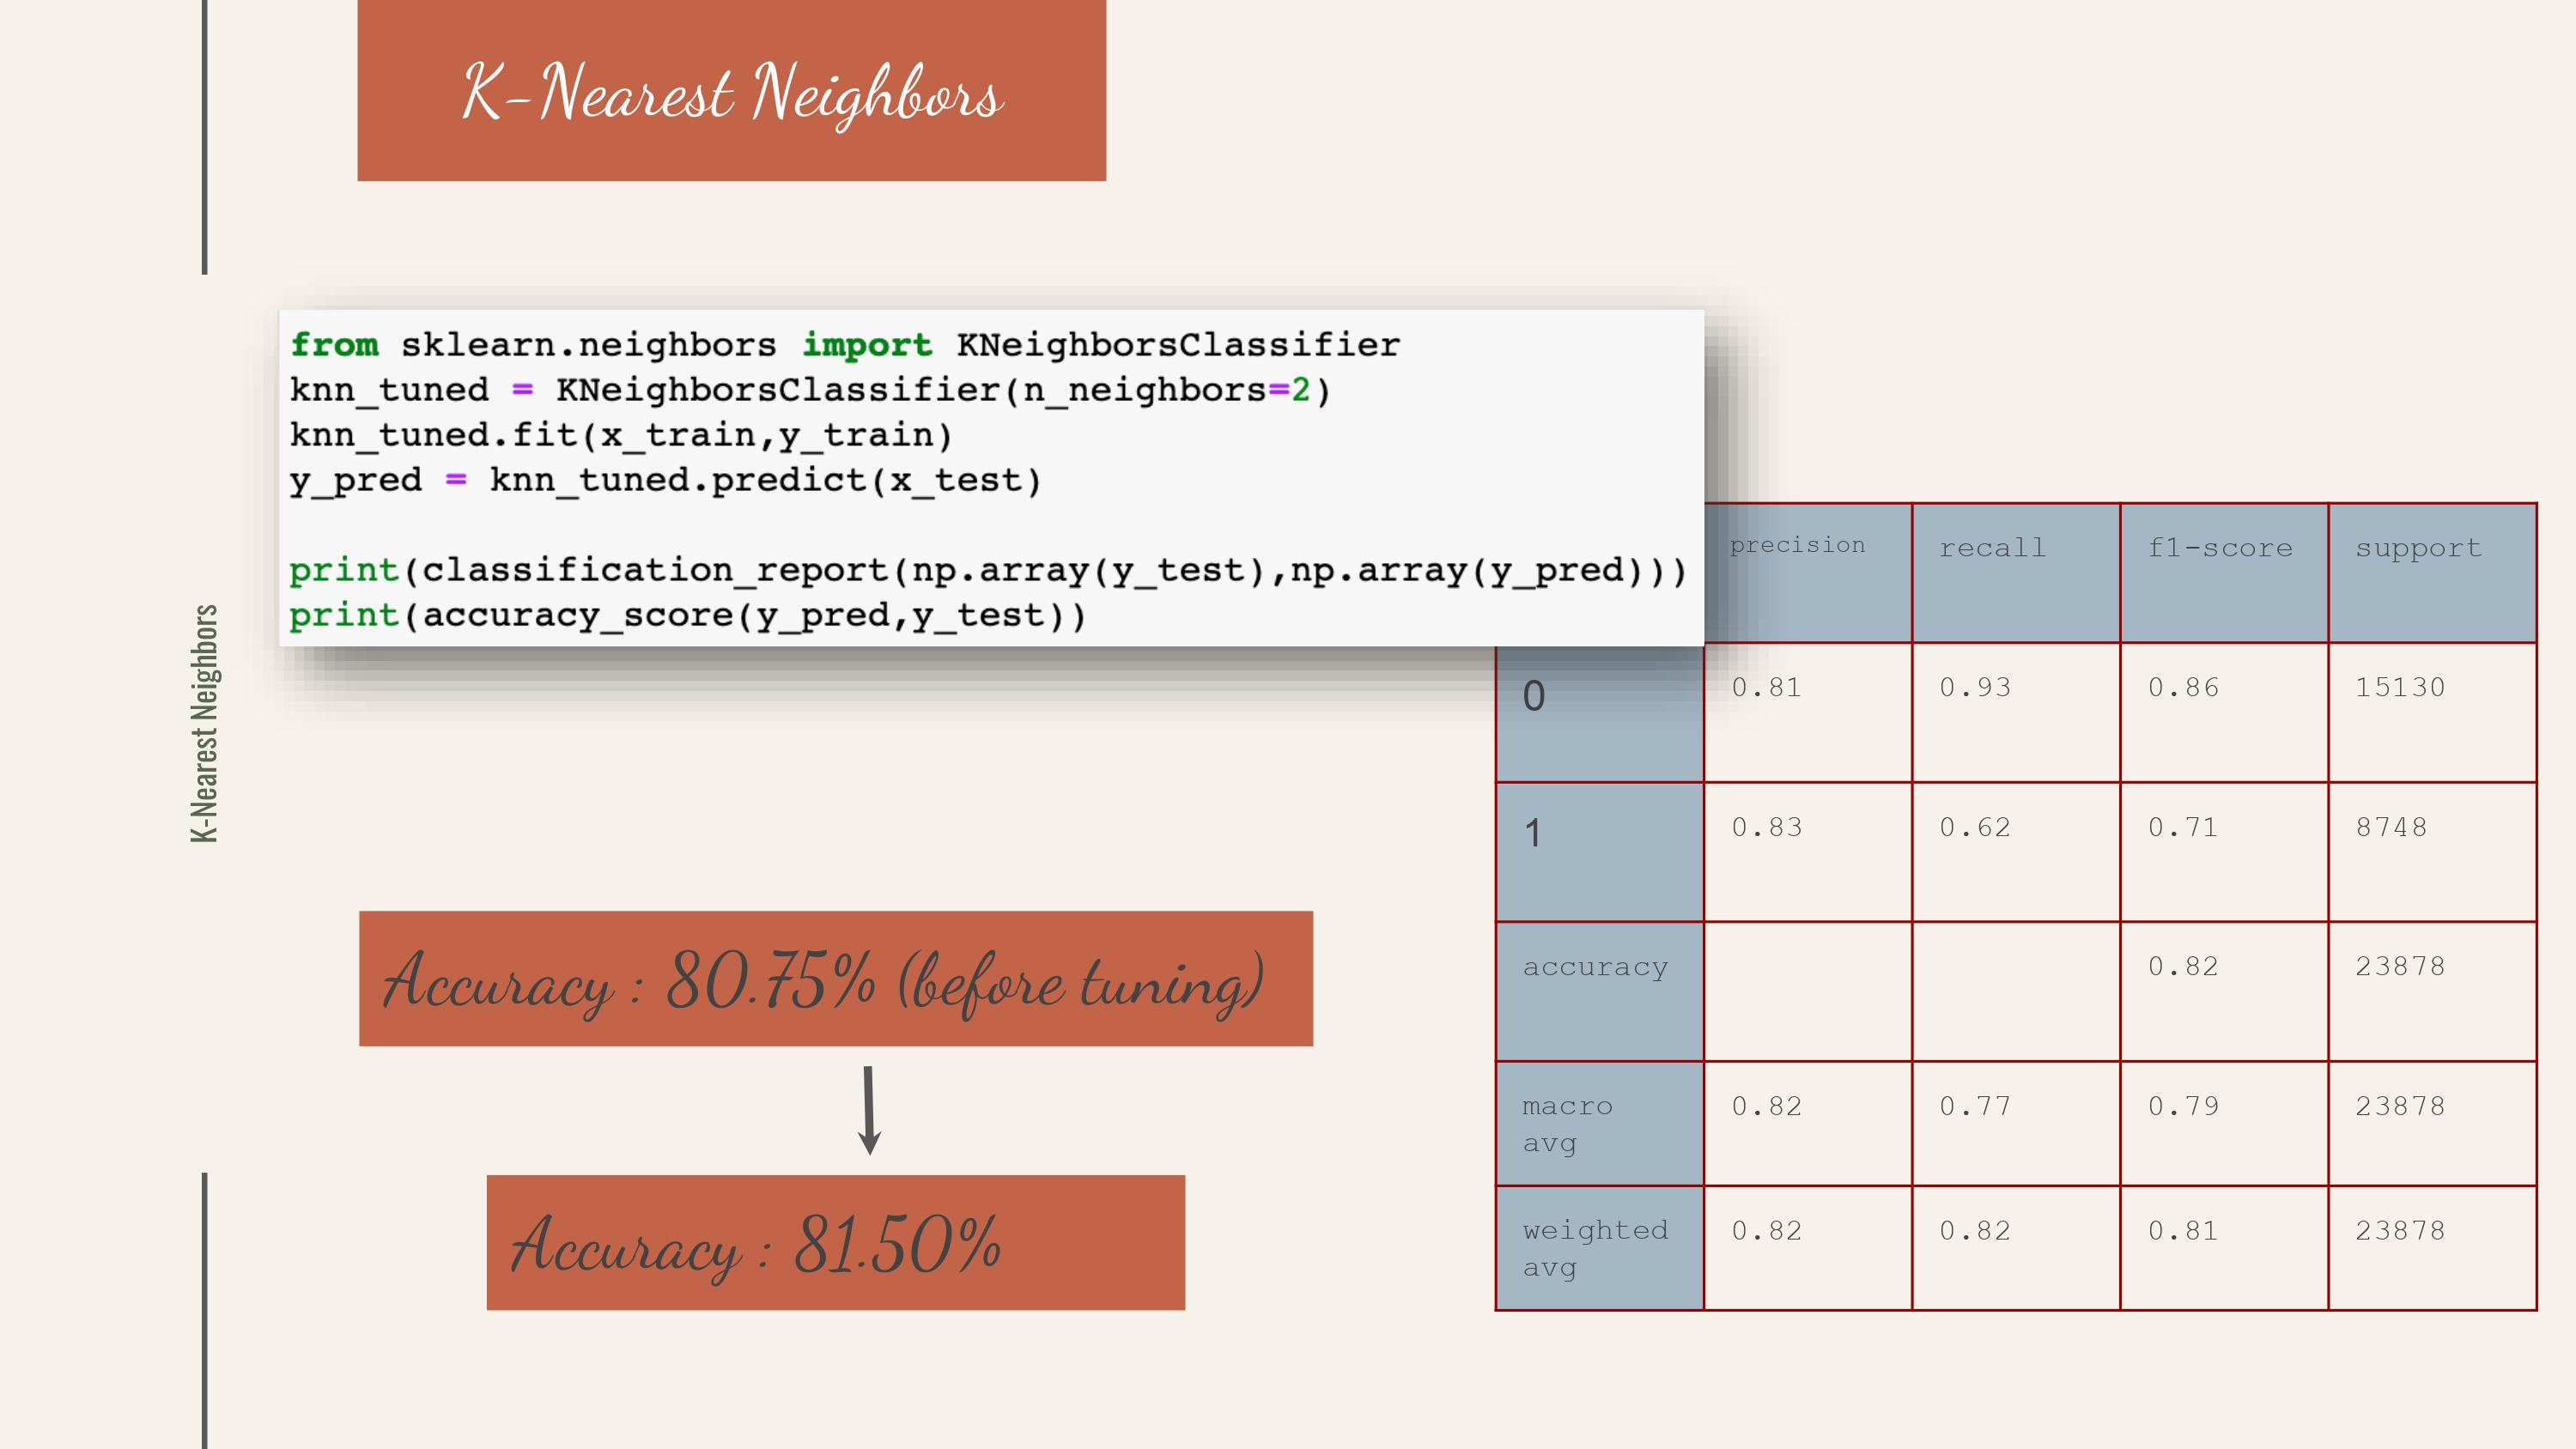 K-Nearest Neighbors
from sklearn.neighbors import KNeighborsClassifier
knn_tuned = KNeighborsClassifier(n_neighbors=2)
knn_tuned.fit(x_train,y_train)
y_pred = knn_tuned.predict(x_test)
print(classification_report(np.array(y_test),np.array(y_pred)))
print(accuracy_score(y_pred,y_test))
K-Nearest Neighbors
precision recall f1-score support
0 0.81 0.93 0.86 15130
1 0.83 0.62 0.71 8748
accuracy 0.82 23878
macro avg 0.82 0.77 0.79 23878
weighted avg 0.82 0.82 0.81 23878
Accuracy : 80.75% (before tuning)
Accuracy : 81.50%